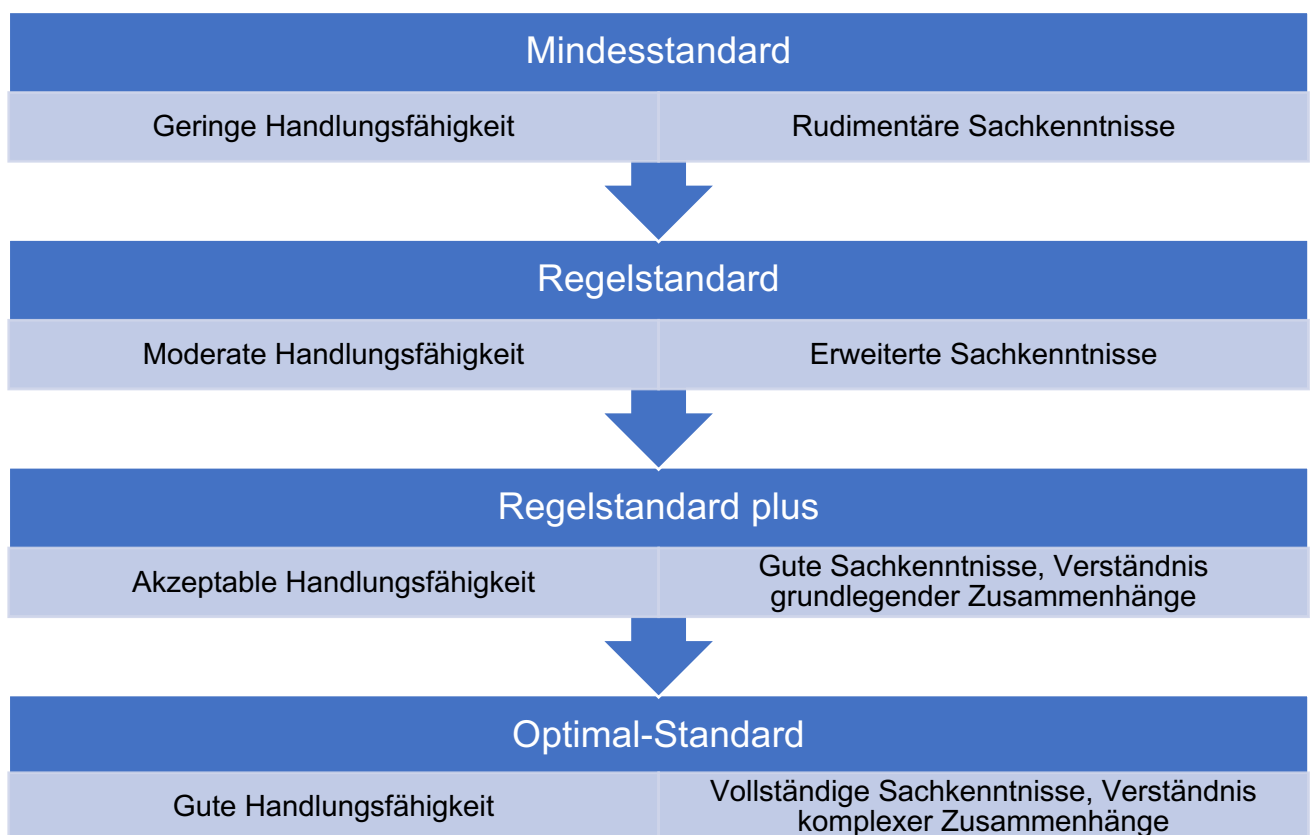 Mindesstandard
Geringe Handlungsfähigkeit
Rudimentäre Sachkenntnisse
Regelstandard
Moderate Handlungsfähigkeit
Erweiterte Sachkenntnisse
Regelstandard plus
Akzeptable Handlungsfähigkeit
Gute Sachkenntnisse, Verständnis
grundlegender Zusammenhänge
Optimal-Standard
Gute Handlungsfähigkeit
Vollständige Sachkenntnisse, Verständnis
komplexer Zusammenhänge